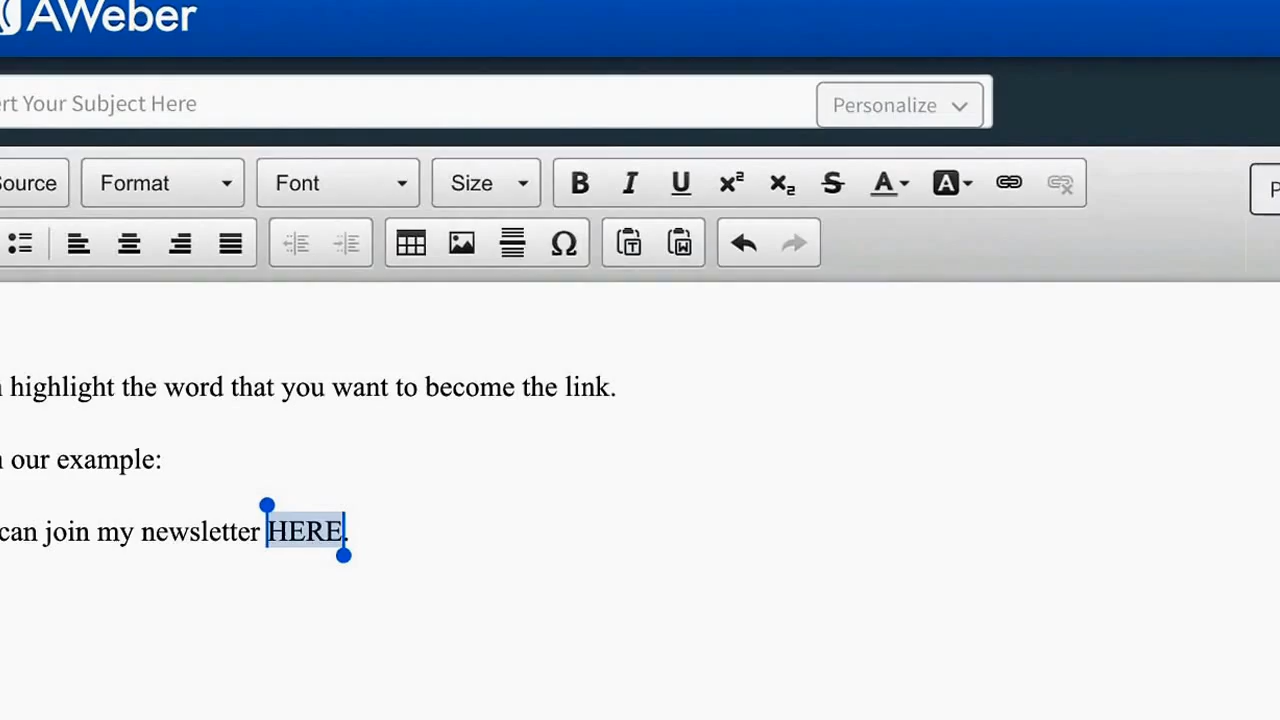 AWeber
rt Your Subject Here
Personalize
Source
Format
Font
Size
highlight the word that you want to become the link.
our example:
can join my newsletter HERE.